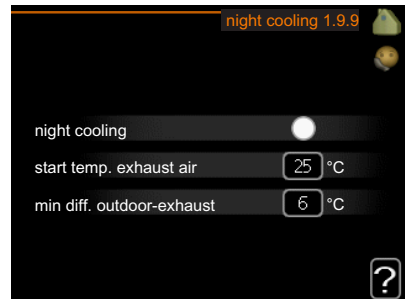 night cooling 1.9.9
night cooling
start temp. exhaust air 25 °C
min diff. outdoor-exhaust 6 °C
?